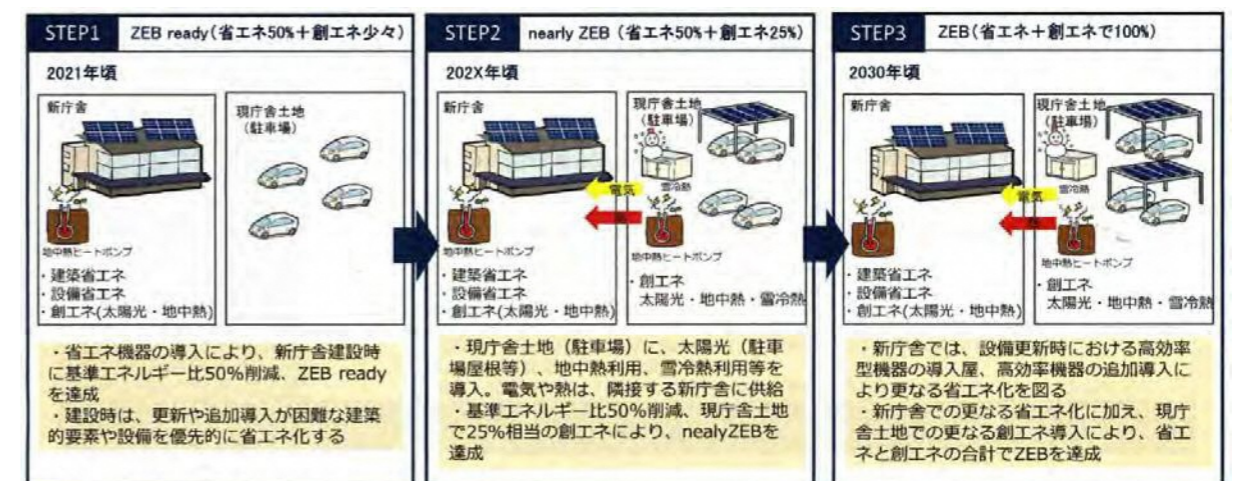 STEP1 ZEB ready(省エネ50%+創エネ少々)
2021年頃
新庁舎
現庁舎土地
(駐車場)
地中熱ヒートポンプ
・建築省エネ
・設備省エネ
・創エネ(太陽光・地中熱)
・省エネ機器の導入により、新庁舎建設時
に基準エネルギー比50%削減、ZEB ready
を達成
・建設時は、更新や追加導入が困難な建築
的要素や設備を優先的に省エネ化する
STEP2 nearly ZEB (省エネ50%+創エネ25%)
202X年頃
新庁舎
現庁舎土地
(駐車場)
雪冷熱
電気
地中熱ヒートポンプ
地中熱ヒートポンプ
・建築省エネ
・設備省エネ
・創エネ(太陽光・地中熱)
・創エネ
太陽光・地中熱・雪冷熱
・現庁舎土地(駐車場)に、太陽光(駐車
場屋根等)、地中熱利用、雪冷熱利用等を
導入。電気や熱は、隣接する新庁舎に供給
・基準エネルギー比50%削減、現庁舎土地
で25%相当の創エネにより、nealyZEBを
達成
STEP3 ZEB(省エネ+創エネで100%)
2030年頃
新庁舎
現庁舎土地
(駐車場)
雪冷熱
電気
地中熱ヒートポンプ
・建築省エネ
・設備省エネ
・創エネ(太陽光・地中熱)
・創エネ
太陽光・地中熱・雪冷熱
・新庁舎では、設備更新時における高効率
型機器の導入屋、高効率機器の追加導入に
より更なる省エネ化を図る
・新庁舎での更なる省エネ化に加え、現庁
舎土地での更なる創エネ導入により、省エ
ネと創エネの合計でZEBを達成